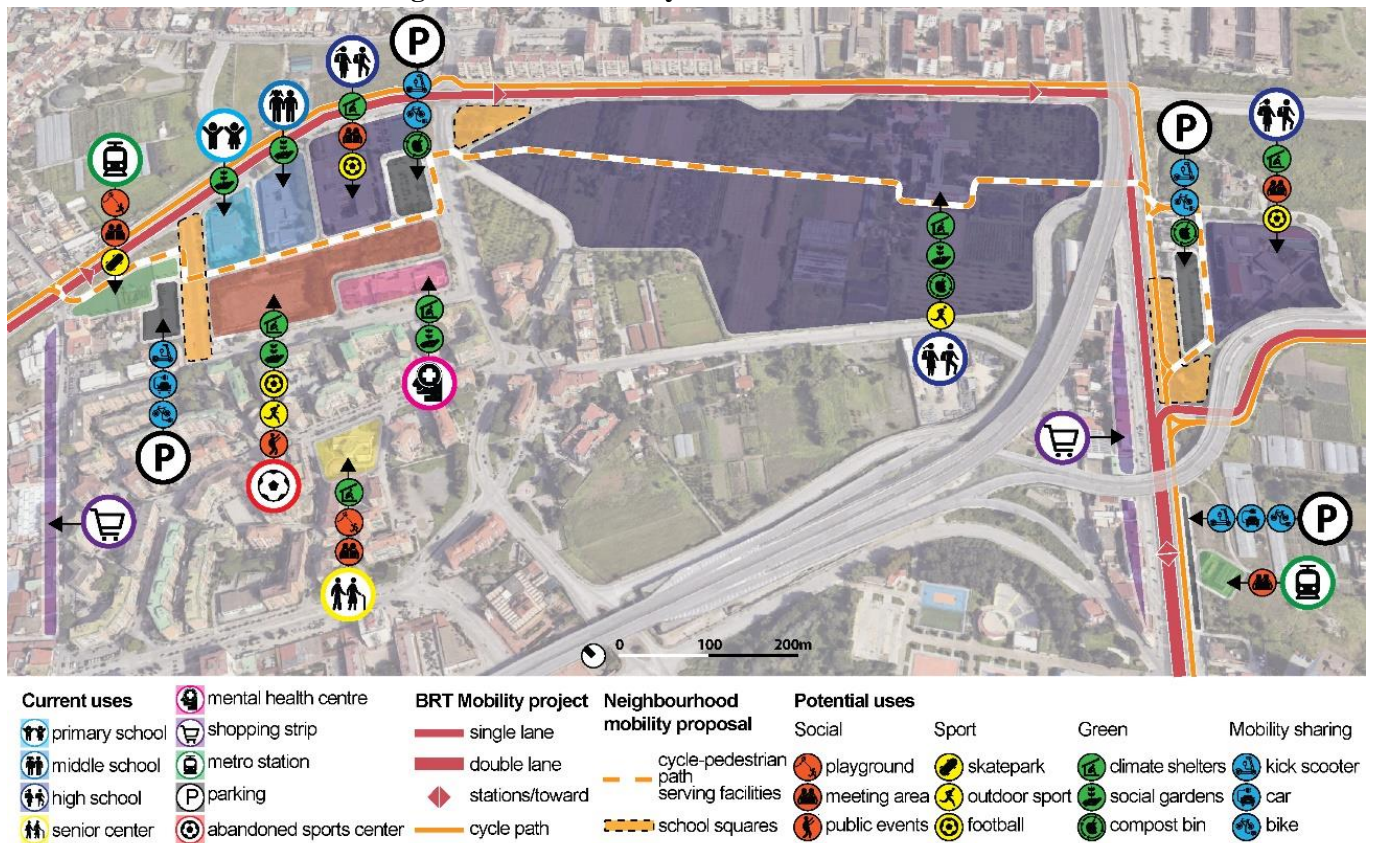 P
P
P
P
0 100 200m
Current uses
primary school
middle school
high school
senior center
mental health centre
shopping strip
metro station
P parking
abandoned sports center
BRT Mobility project
single lane
double lane
stations/toward
cycle path
Neighbourhood
mobility proposal
cycle-pedestrian
path
serving facilities
school squares
Potential uses
Social
playground
meeting area
public events
Sport
skatepark
outdoor sport
football
Green
climate shelters
social gardens
compost bin
Mobility sharing
kick scooter
car
bike